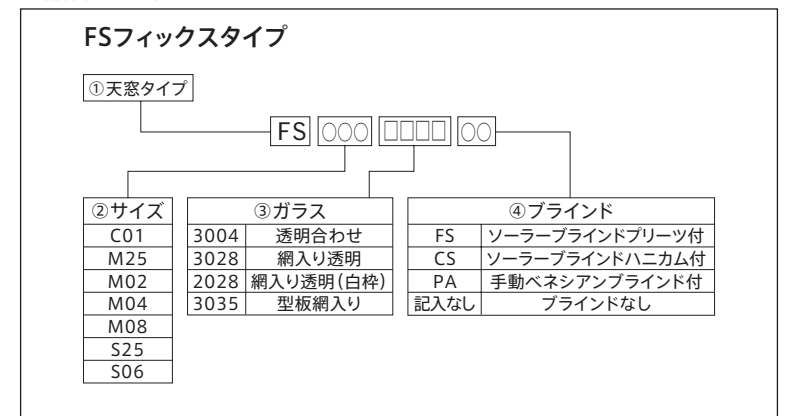 FSフィックスタイプ
①天窓タイプ
FS ○○○ □□□□ ○○
②サイズ
C01
M25
M02
M04
M08
S25
S06
③ガラス
3004 透明合わせ
3028 網入り透明
2028 網入り透明(白枠)
3035 型板網入り
④ブラインド
FS ソーラーブラインドプリーツ付
CS ソーラーブラインドハニカム付
PA 手動ベネシアンブラインド付
記入なし ブラインドなし